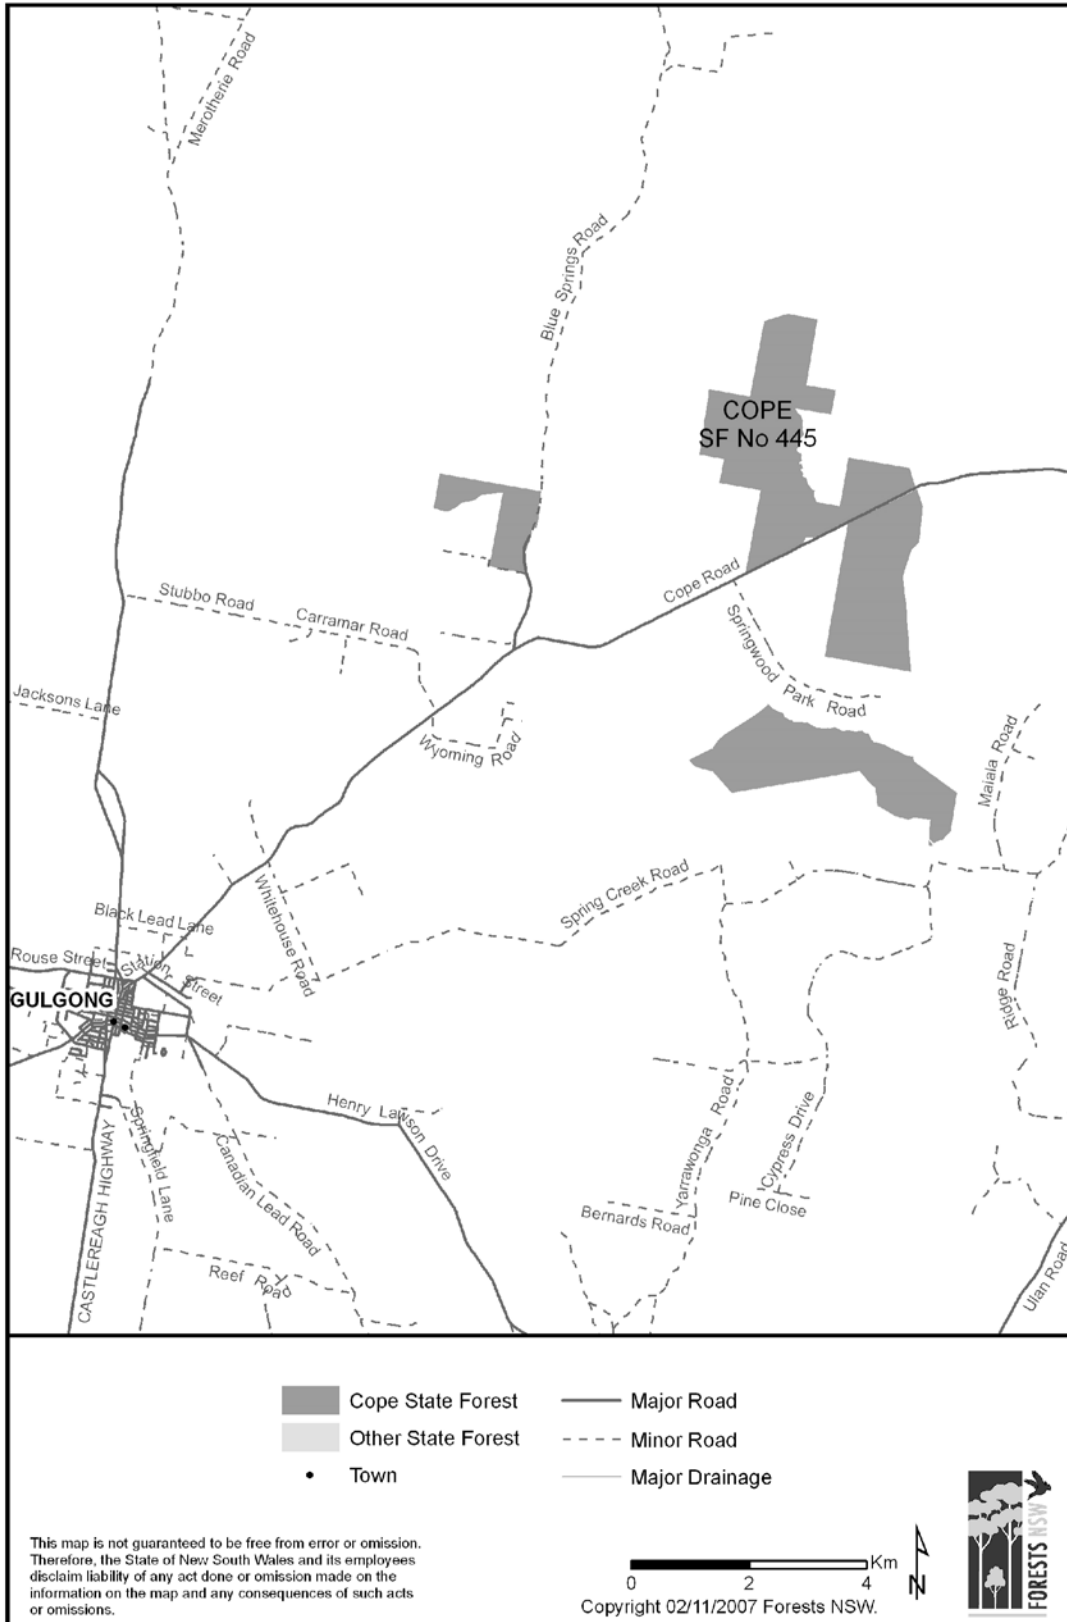 Merotherie Road
Blue Springs Road
COPE
SF No 445
Cope Road
Stubbo Road
Carramar Road
Springwood Park Road
Jacksons Lane
Wyoming Road
Maiala Road
Spring Creek Road
Whitehouse Road
Black Lead Lane
Rouse Street
Station Street
GULGONG
Ridge Road
Henry Lawson Drive
Yarrawonga Road
Cypress Drive
Pine Close
Bernards Road
CASTLEREAGH HIGHWAY
Springfield Lane
Canadian Lead Road
Reef Road
Ulan Road
Cope State Forest
Other State Forest
Town
Major Road
Minor Road
Major Drainage
This map is not guaranteed to be free from error or omission.
Therefore, the State of New South Wales and its employees
disclaim liability of any act done or omission made on the
information on the map and any consequences of such acts
or omissions.
Km
0 2 4
Copyright 02/11/2007 Forests NSW.
N
FORESTS NSW